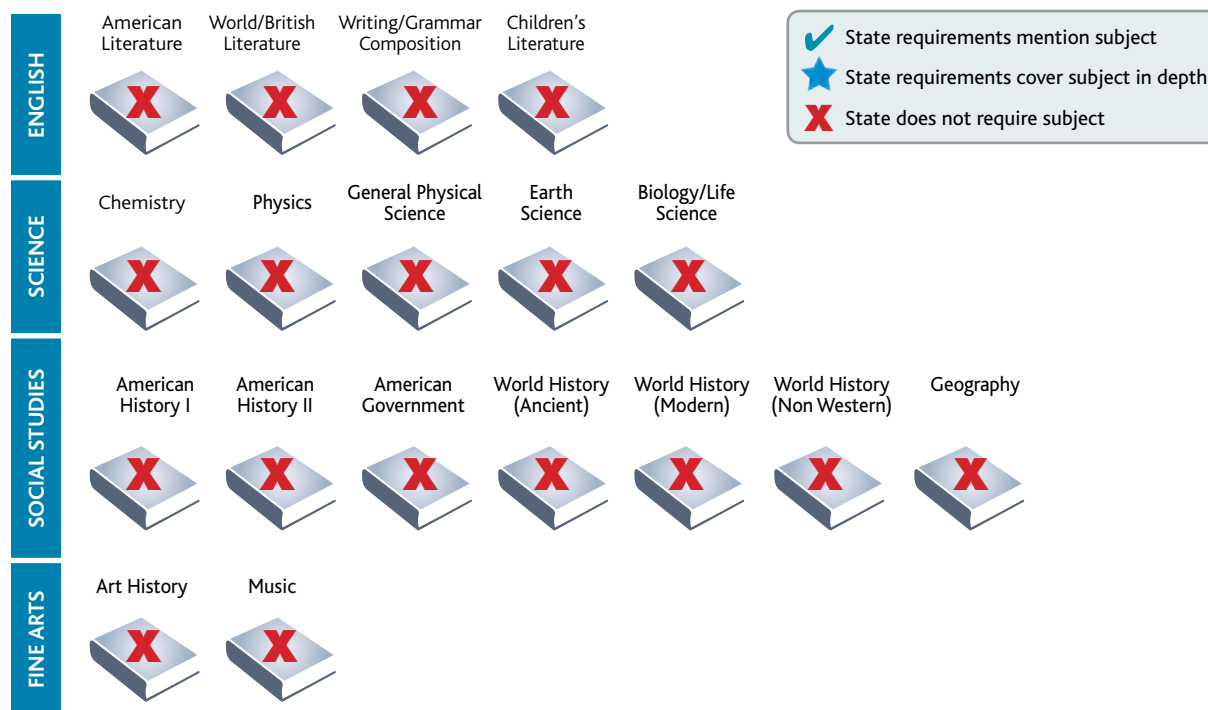 ENGLISH
American
Literature
World/British
Literature
Writing/Grammar
Composition
Children's
Literature
State requirements mention subject
State requirements cover subject in depth
State does not require subject
SCIENCE
Chemistry
Physics
General Physical
Science
Earth
Science
Biology/Life
Science
SOCIAL STUDIES
American
History I
American
History II
American
Government
World History
(Ancient)
World History
(Modern)
World History
(Non Western)
Geography
FINE ARTS
Art History
Music